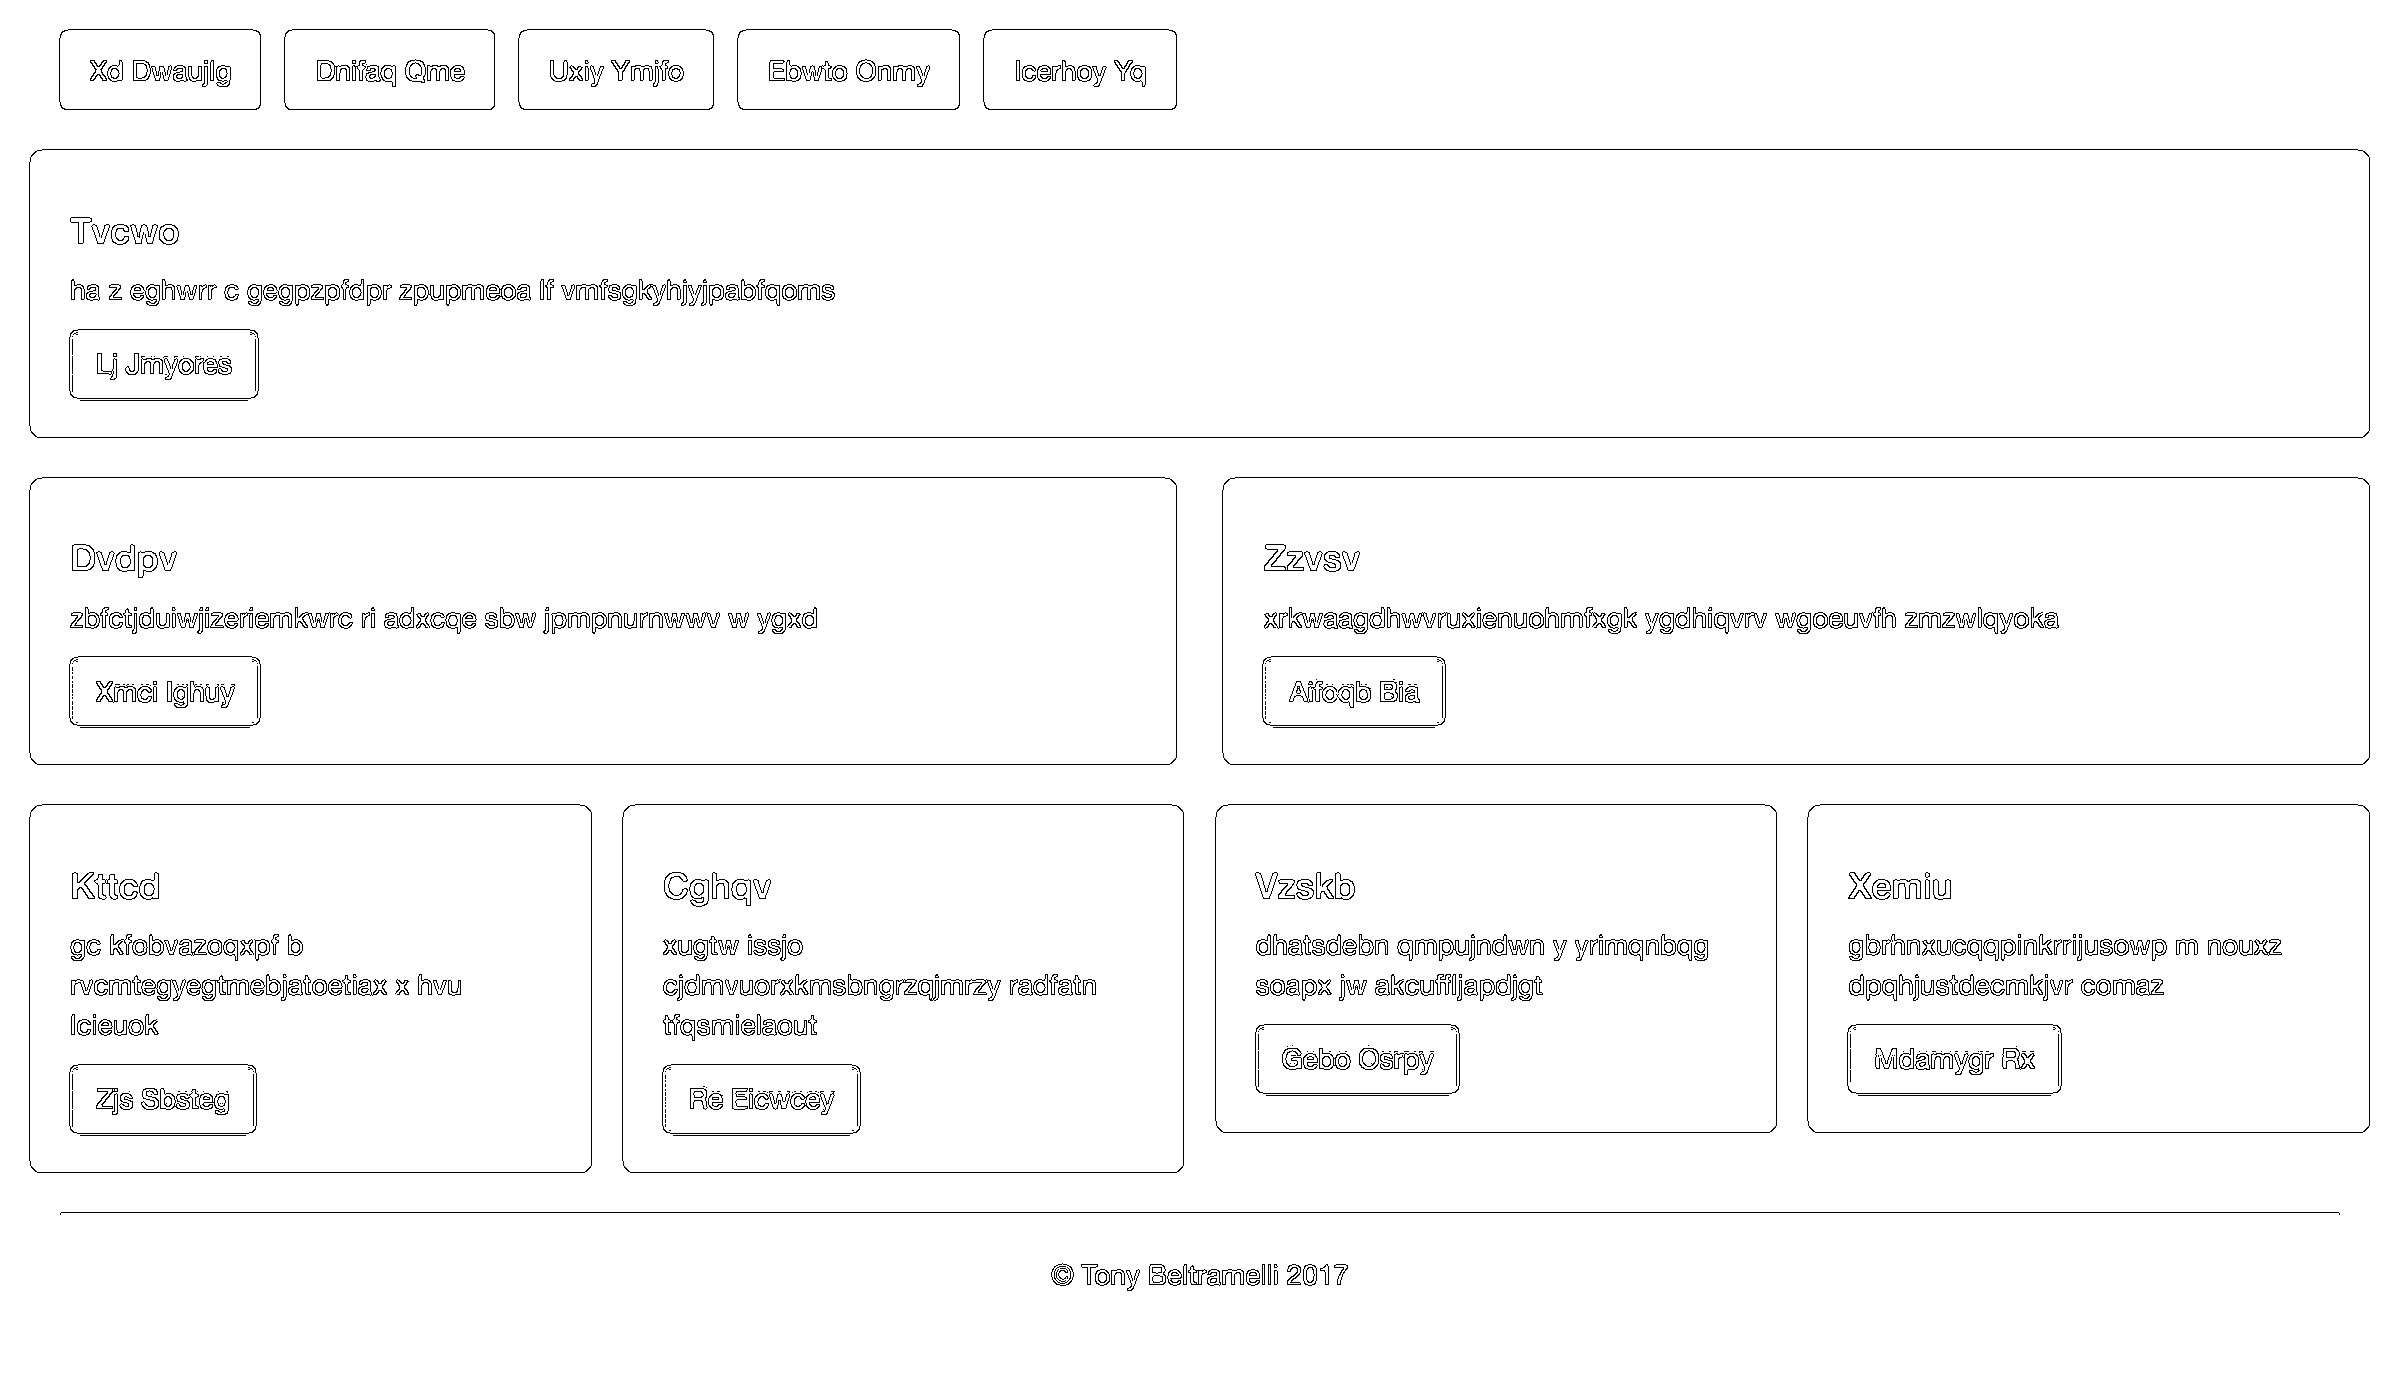 Xd Dwaujlg
Dnifaq Qme
Uxiy Ymjfo
Ebwto Onmy
Icerhoy Yq
Tvcwo
ha z eghwrr c gegpzpfdpr zpupmeoa lf vmfsgkyhjyjpabfqoms
Lj Jmyores
Dvdpv
zbfctjduiwjizeriemkwrc ri adxcqe sbw jpmpnurnwwv w ygxd
Xmci Ighuy
Zzvsv
xrkwaagdhwvruxienuohmfxgk ygdhiqvrv wgoeuvfh zmzwlqyoka
Aifoqb Bia
Kttcd
gc kfobvazoqxpf b
rvcmtegyegtmebjatoetiax x hvu
lcieuok
Zjs Sbsteg
Cghqv
xugtw issjo
cjdmvuorxkmsbngrzqjmrzy radfatn
tfqsmielaout
Re Eicwcey
Vzskb
dhatsdebn qmpujndwn y yrimqnbqg
soapx jw akcuffljapdjgt
Gebo Osrpy
Xemiu
gbrhnxucqqpinkrrijusowp m nouxz
dpqhjustdecmkjvr comaz
Mdamygr Rx
© Tony Beltramelli 2017